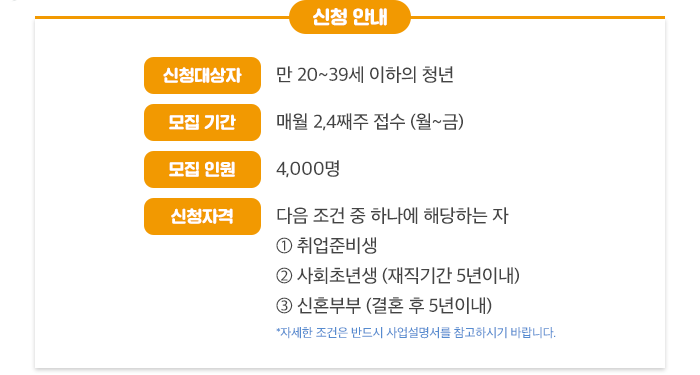 신청 안내
신청대상자 만 20~39세 이하의 청년
모집 기간 매월 2,4째주 접수 (월~금)
모집 인원 4,000명
신청자격 다음 조건 중 하나에 해당하는 자
① 취업준비생
② 사회초년생 (재직기간 5년이내)
③ 신혼부부 (결혼 후 5년이내)
*자세한 조건은 반드시 사업설명서를 참고하시기 바랍니다.